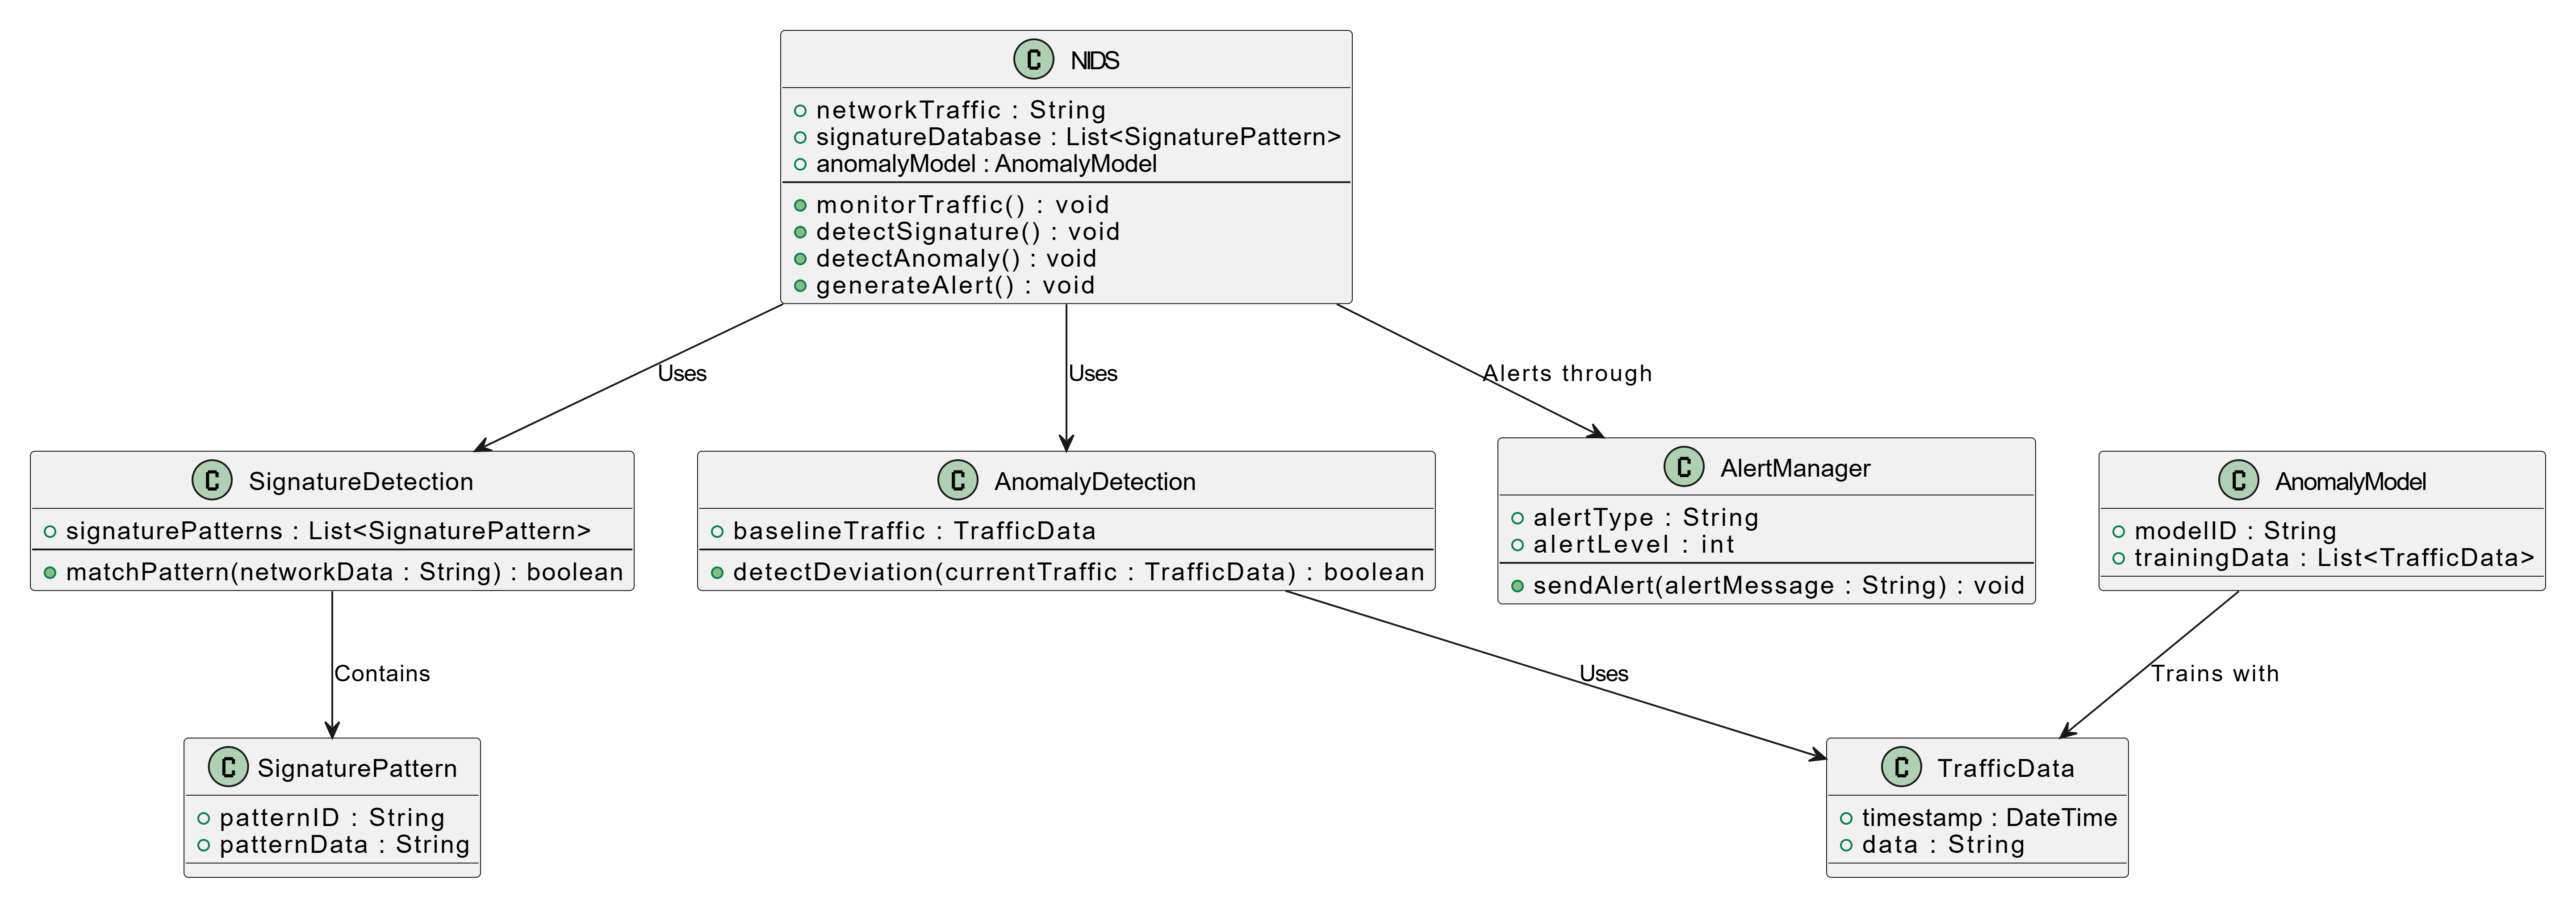 C NIDS
networkTraffic : String
signatureDatabase : List<SignaturePattern>
anomalyModel : AnomalyModel
monitorTraffic() : void
detectSignature() : void
detectAnomaly() : void
generateAlert() : void
Uses
Uses
Alerts through
C SignatureDetection
signaturePatterns : List<SignaturePattern>
matchPattern(networkData : String) : boolean
C AnomalyDetection
baselineTraffic : TrafficData
detectDeviation(currentTraffic : TrafficData) : boolean
C AlertManager
alertType : String
alertLevel : int
sendAlert(alertMessage : String) : void
C AnomalyModel
modelID : String
trainingData : List<TrafficData>
Contains
Uses
Trains with
C SignaturePattern
patternID : String
patternData : String
C TrafficData
timestamp : DateTime
data : String